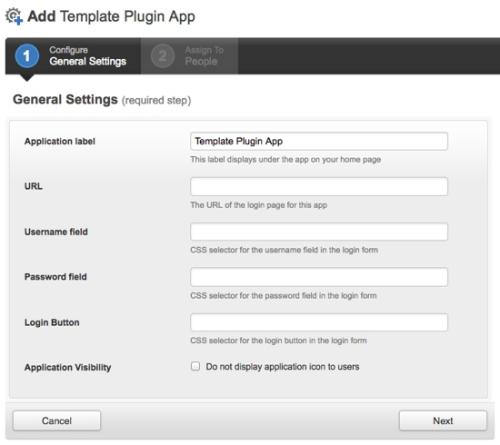 Add Template Plugin App
1 Configure
General Settings
2 Assign To
People
General Settings (required step)
Application label
Template Plugin App
This label displays under the app on your home page
URL
The URL of the login page for this app
Username field
CSS selector for the username field in the login form
Password field
CSS selector for the password field in the login form
Login Button
CSS selector for the login button in the login form
Application Visibility
Do not display application icon to users
Cancel
Next